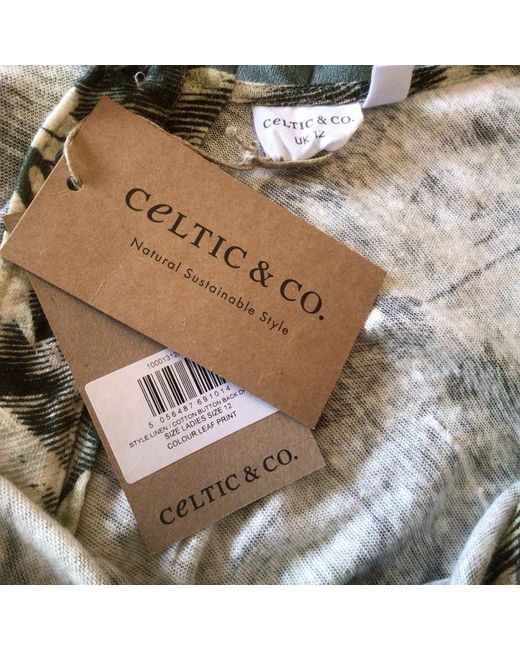 CeLTIC & CO.
UK 12
CeLTIC & CO.
Natural Sustainable Style
5 056487 691014
STYLE LINEN / COTTON BUTTON BACK
SIZE LADIES SIZE 12
COLOUR LEAF PRINT
CeLTIC & CO.